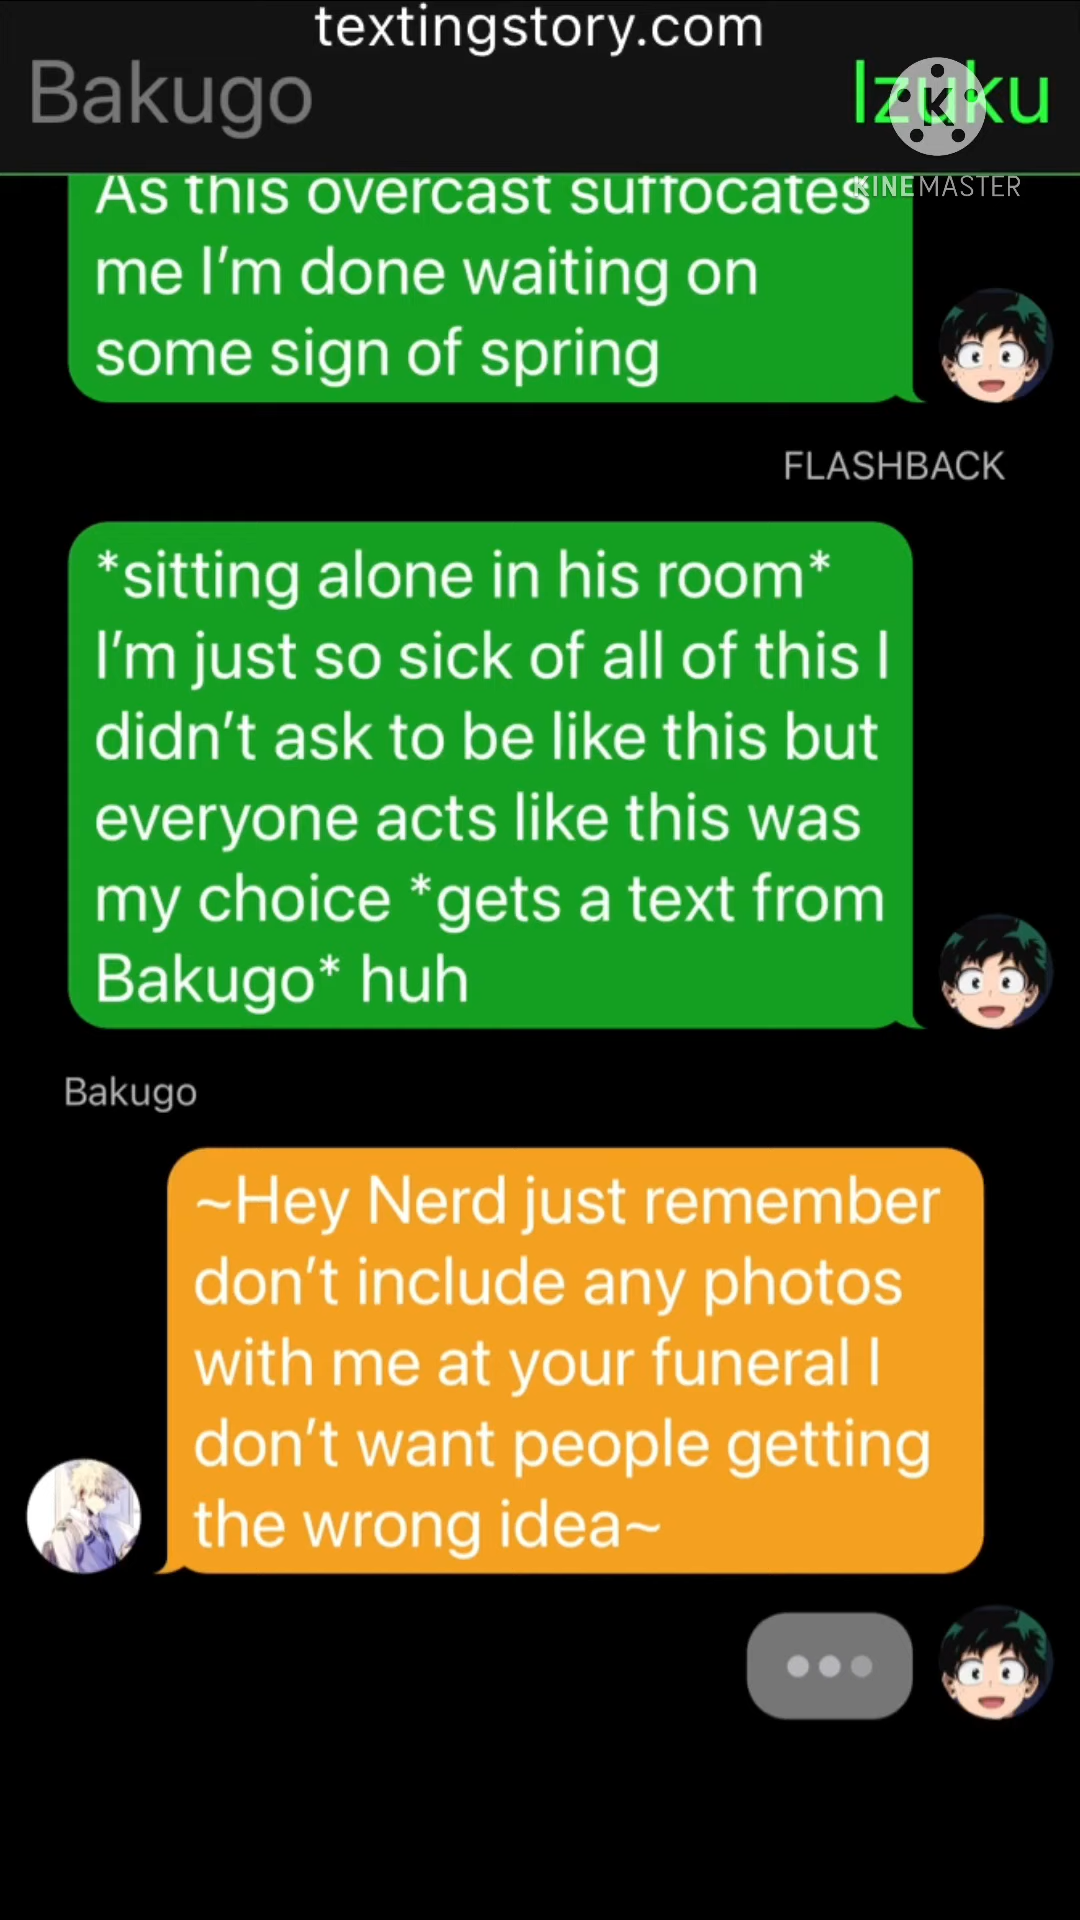 textingstory.com
Bakugo
Izuku
KINEMASTER
As this overcast suffocates
me I’m done waiting on
some sign of spring
FLASHBACK
*sitting alone in his room*
I’m just so sick of all of this I
didn’t ask to be like this but
everyone acts like this was
my choice *gets a text from
Bakugo* huh
Bakugo
~Hey Nerd just remember
don’t include any photos
with me at your funeral I
don’t want people getting
the wrong idea~